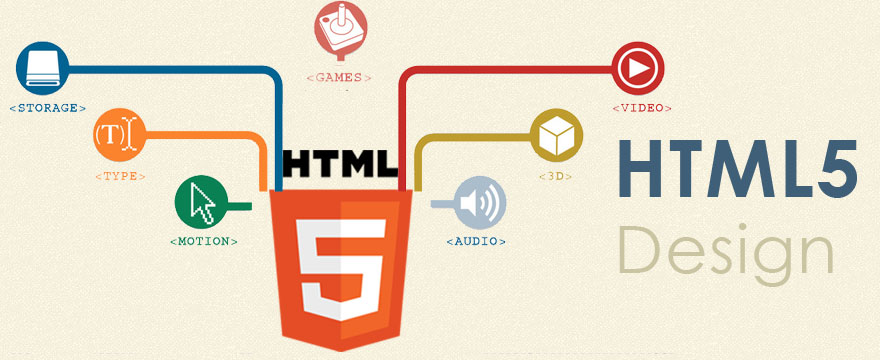 <GAMES>
<STORAGE>
<VIDEO>
(T)
<TYPE>
<3D>
HTML
HTML5
<MOTION>
<AUDIO>
5
Design